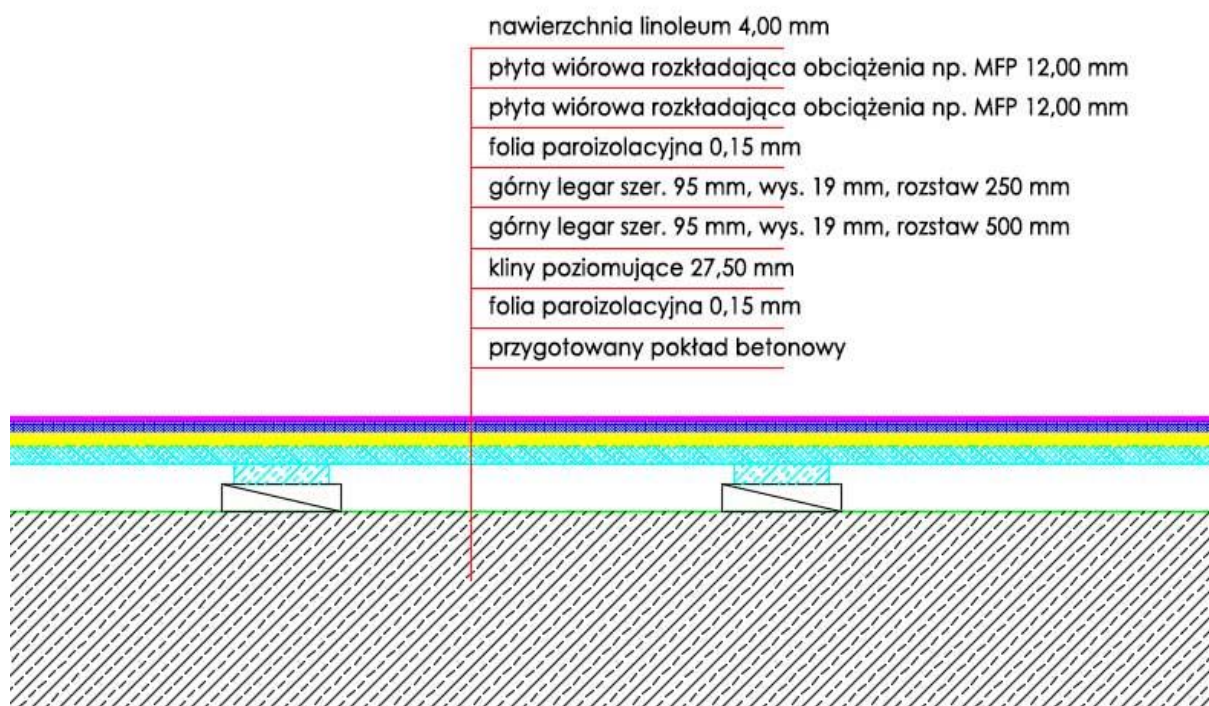 nawierzchnia linoleum 4,00 mm
płyta wiórowa rozkładająca obciążenia np. MFP 12,00 mm
płyta wiórowa rozkładająca obciążenia np. MFP 12,00 mm
folia paroizolacyjna 0,15 mm
górny legar szer. 95 mm, wys. 19 mm, rozstaw 250 mm
górny legar szer. 95 mm, wys. 19 mm, rozstaw 500 mm
kliny poziomujące 27,50 mm
folia paroizolacyjna 0,15 mm
przygotowany pokład betonowy